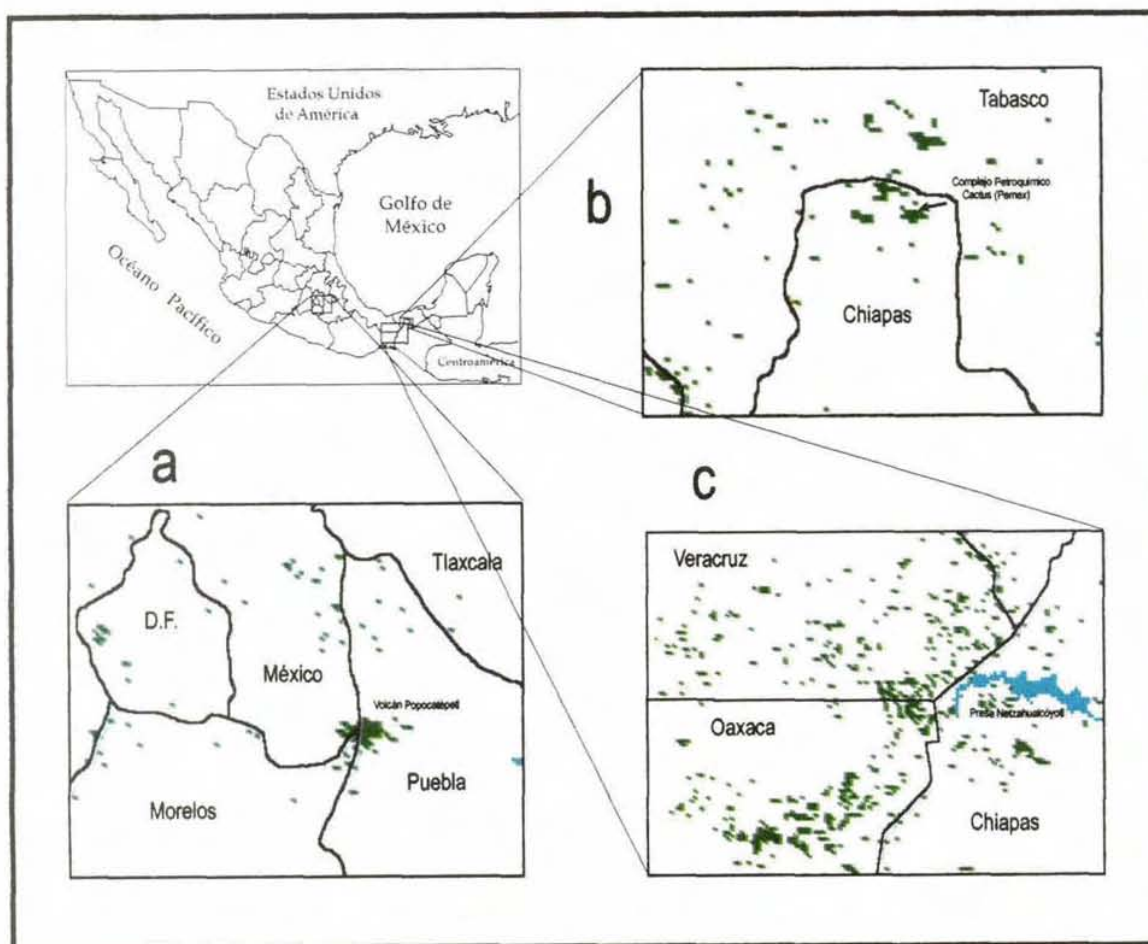 Estados Unidos
de América
Golfo de
México
Océano Pacífico
Centroamérica
b
Tabasco
Complejo Petroquímico
Cactus (Pemex)
Chiapas
a
Tlaxcala
D.F.
México
Volcán Popocatépetl
Morelos
Puebla
c
Veracruz
Presa Netzahualcóyotl
Oaxaca
Chiapas